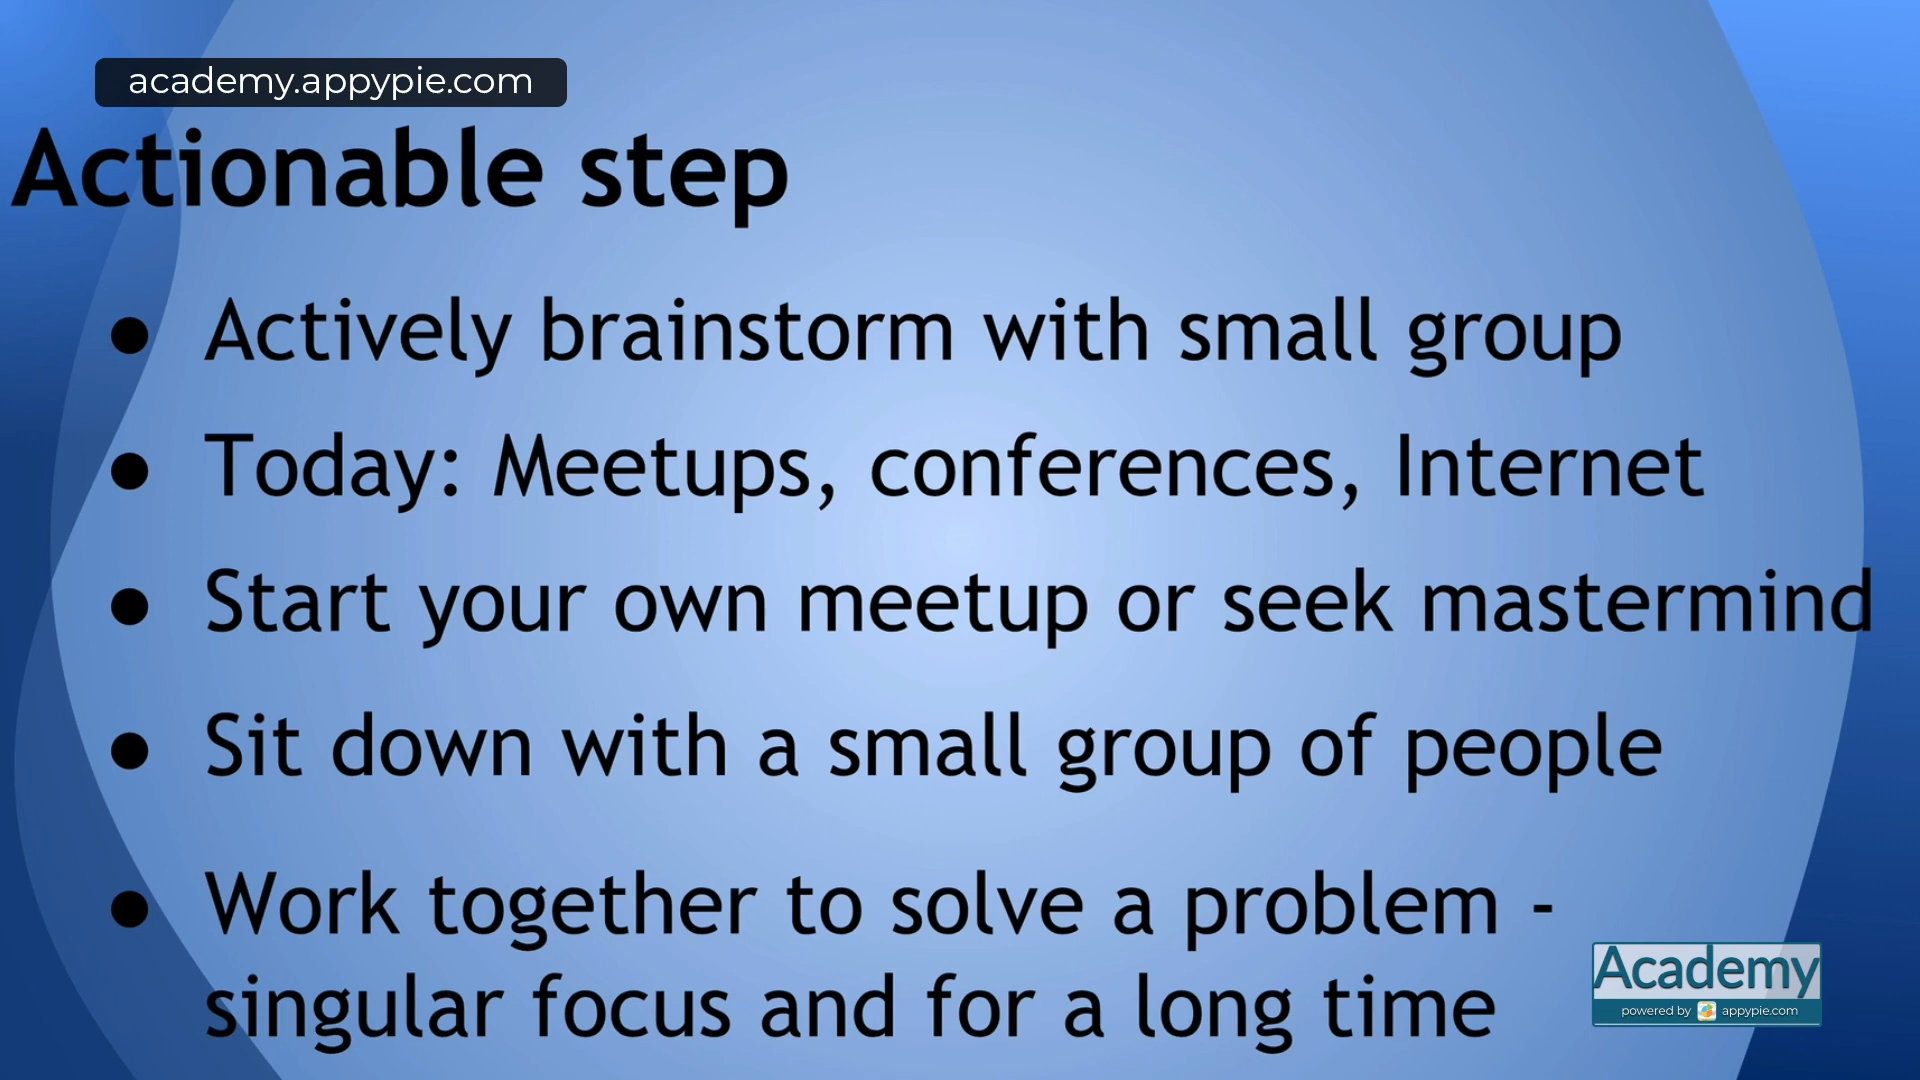 academy.appypie.com
Actionable step
● Actively brainstorm with small group
● Today: Meetups, conferences, Internet
● Start your own meetup or seek mastermind
● Sit down with a small group of people
● Work together to solve a problem -
singular focus and for a long time
Academy
powered by appypie.com